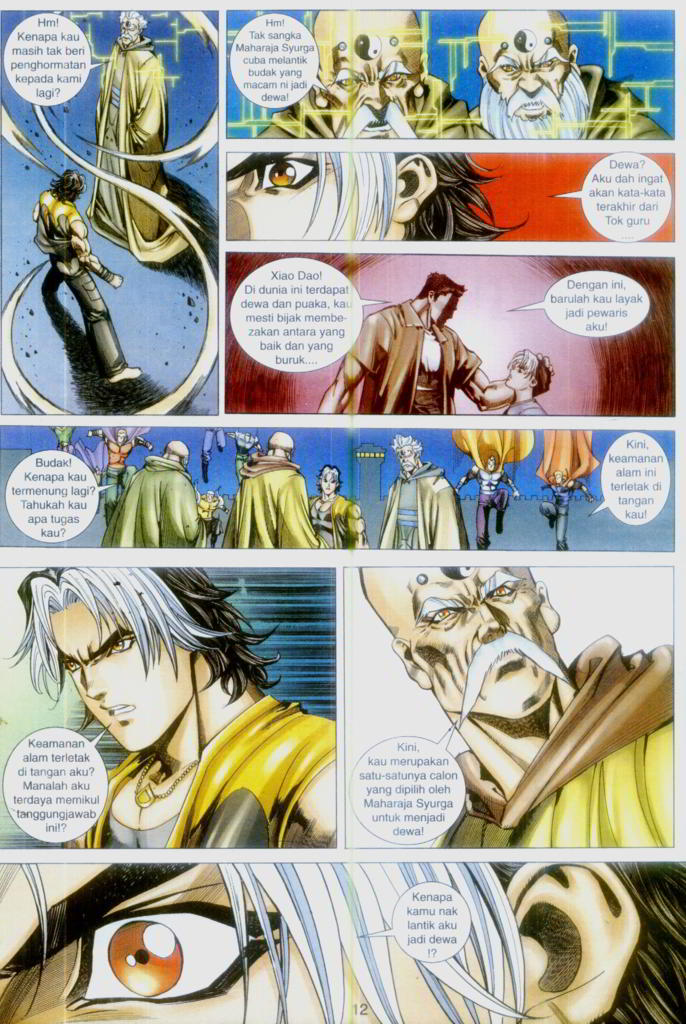 Hm!
Kenapa kau
masih tak beri
penghormatan
kepada kami
lagi?
Hm!
Tak sangka
Maharaja Syurga
cuba melantik
budak yang
macam ni jadi
dewa!
Dewa?
Aku dah ingat
akan kata-kata
terakhir dari
Tok guru
....
Xiao Dao!
Di dunia ini terdapat
dewa dan puaka, kau
mesti bijak membe-
zakan antara yang
baik dan yang
buruk....
Dengan ini,
barulah kau layak
jadi pewaris
aku!
Budak!
Kenapa kau
termenung lagi?
Tahukah kau
apa tugas
kau?
Kini,
keamanan
alam ini
terletak di
tangan
kau!
Keamanan
alam terletak
di tangan aku?
Manalah aku
terdaya memikul
tanggungjawab
ini!?
Kini,
kau merupakan
satu-satunya calon
yang dipilih oleh
Maharaja Syurga
untuk menjadi
dewa!
Kenapa
kamu nak
lantik aku
jadi dewa
!?
12